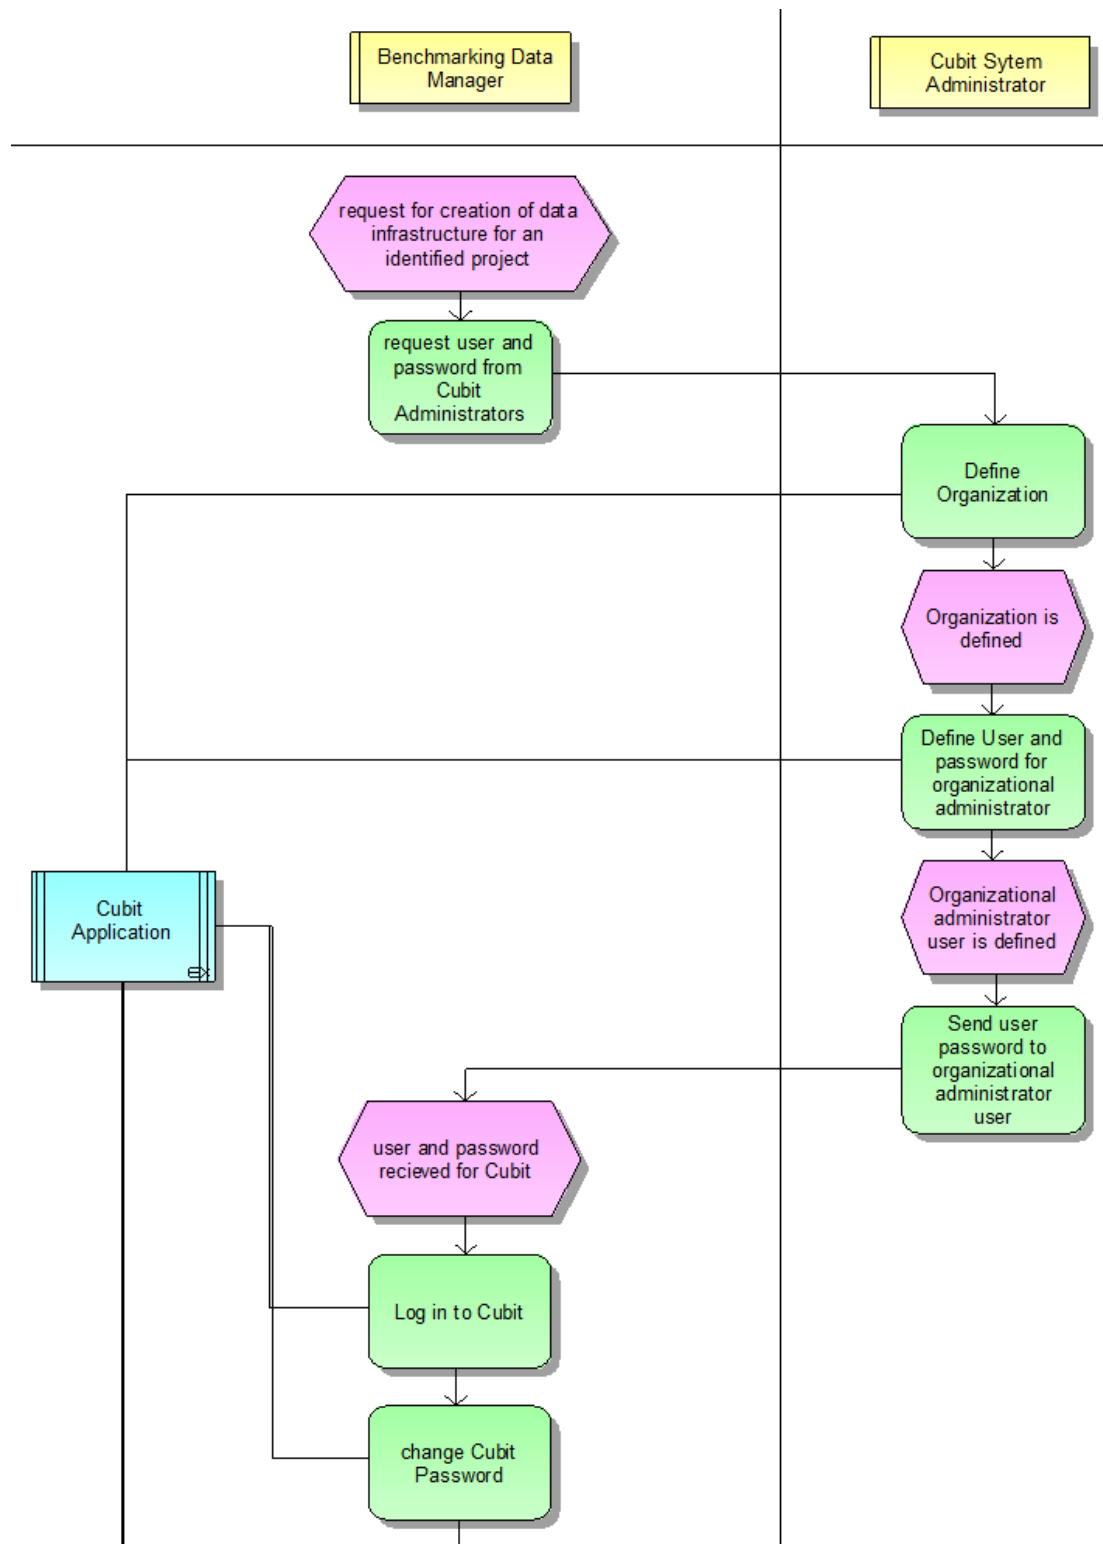 Benchmarking Data
Manager
Cubit Sytem
Administrator
request for creation of data
infrastructure for an
identified project
request user and
password from
Cubit
Administrators
Define
Organization
Organization is
defined
Define User and
password for
organizational
administrator
Cubit
Application
Organizational
administrator
user is defined
Send user
password to
organizational
administrator
user
user and password
recieved for Cubit
Log in to Cubit
change Cubit
Password